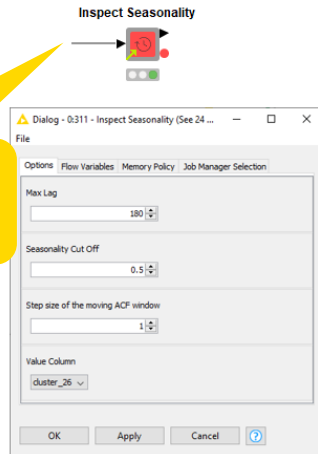 Inspect Seasonality
Dialog - 0:311 - Inspect Seasonality (See 24 ...
File
Options Flow Variables Memory Policy Job Manager Selection
Max Lag
180
Seasonality Cut Off
0.5
Step size of the moving ACF window
1
Value Column
cluster_26
OK Apply Cancel ?